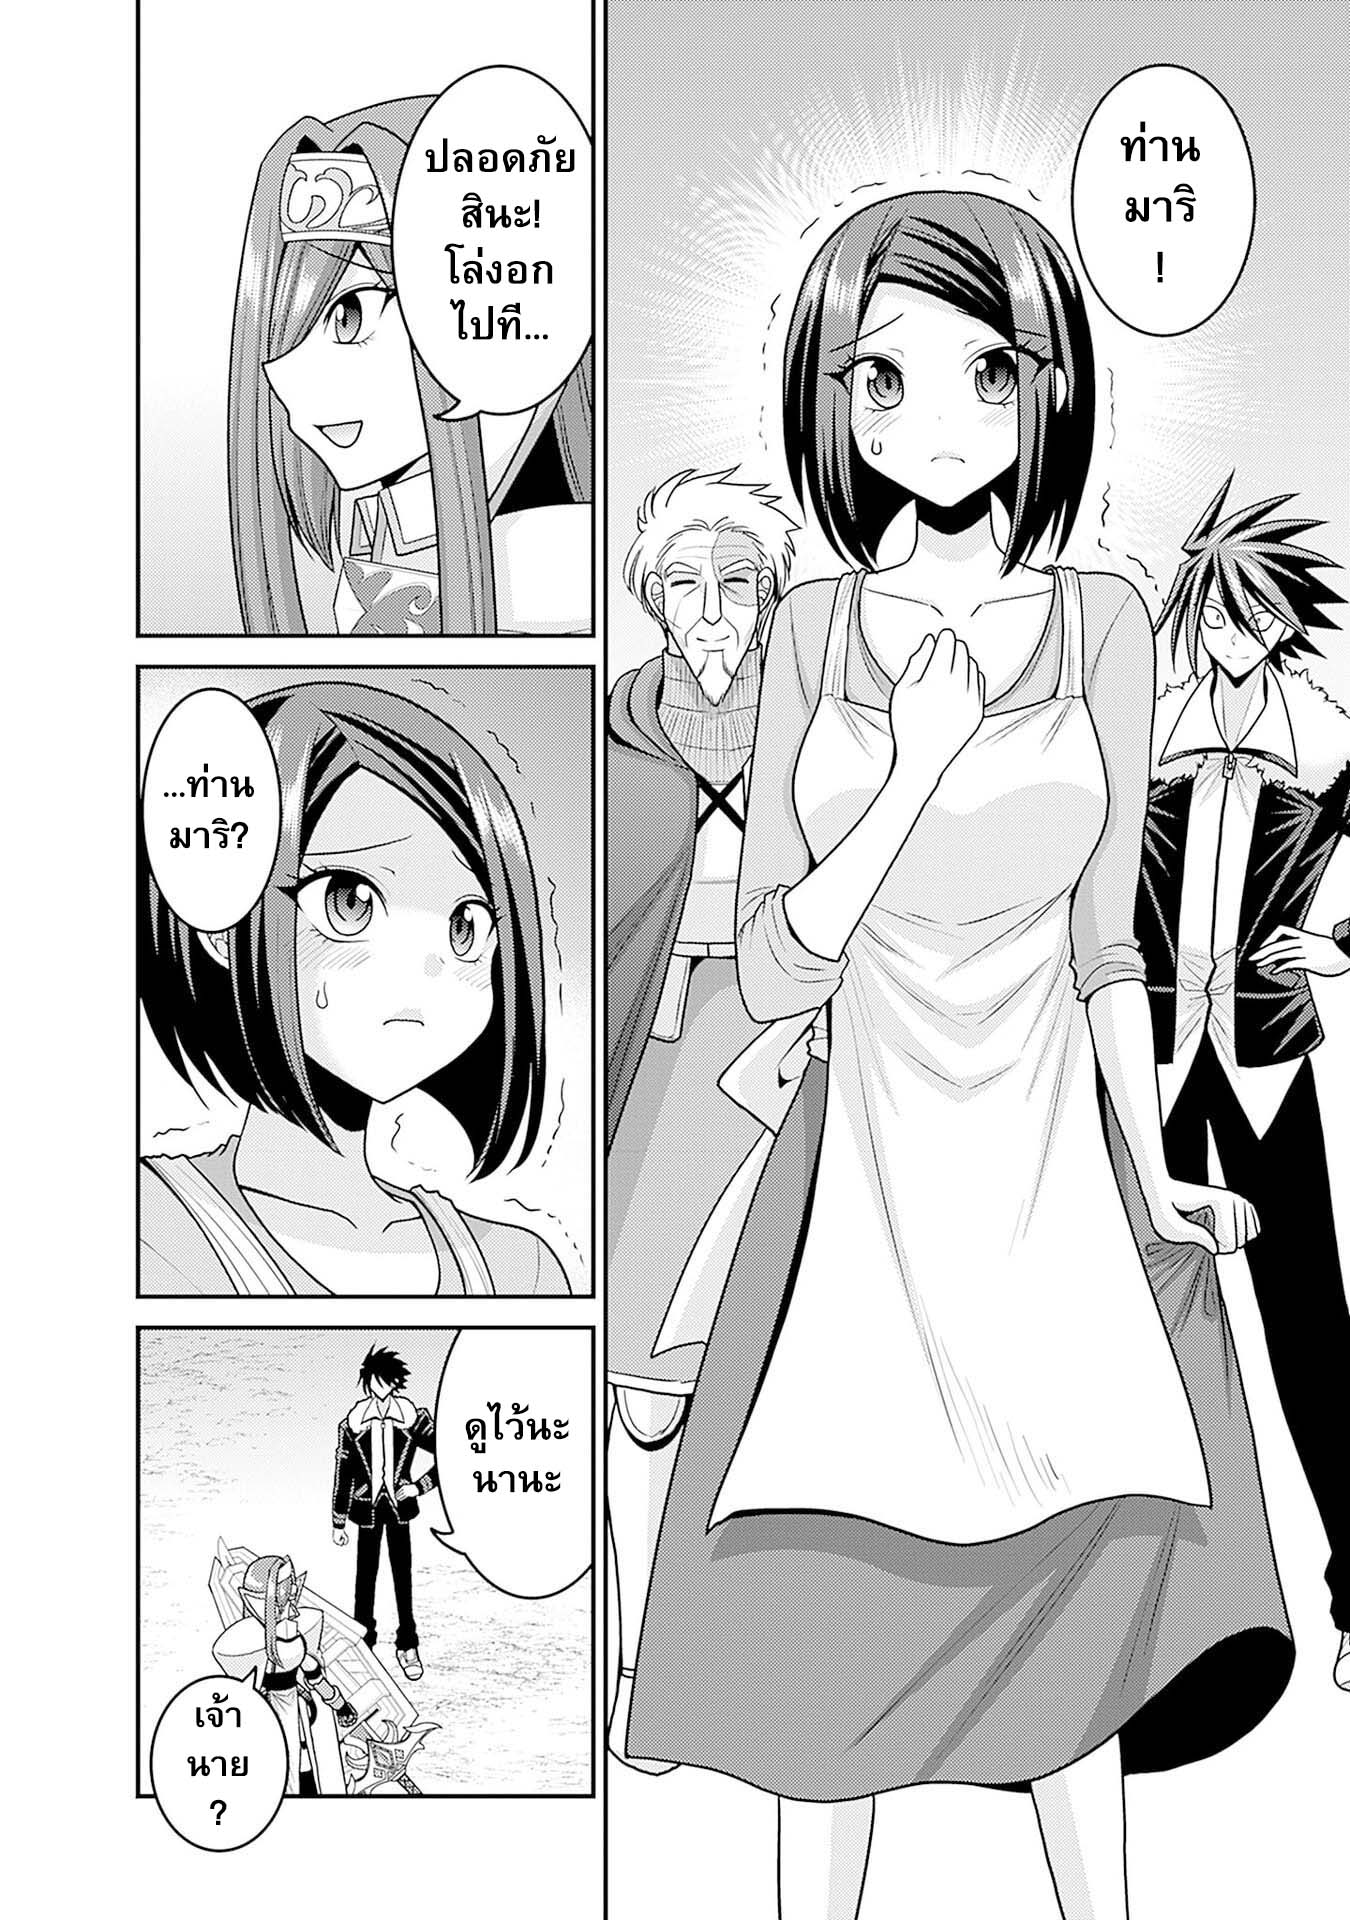 ท่าน
มาริ
!
ปลอดภัย
สินะ!
โล่งอก
ไปที...
...ท่าน
มาริ?
ดูไว้นะ
นานะ
เจ้า
นาย
?